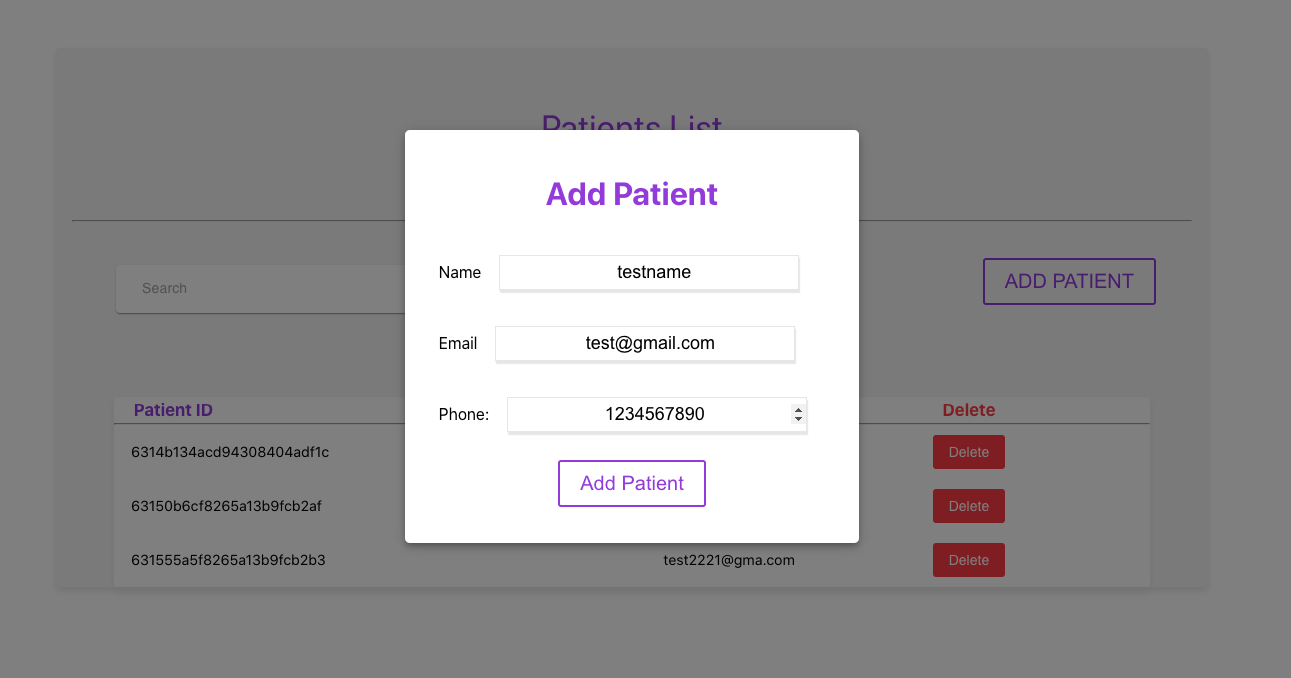 Patients List
Add Patient
Name testname
Search
ADD PATIENT
Email test@gmail.com
Patient ID Delete
Phone: 1234567890
6314b134acd94308404adf1c Delete
Add Patient
63150b6cf8265a13b9fcb2af Delete
631555a5f8265a13b9fcb2b3 test2221@gma.com Delete